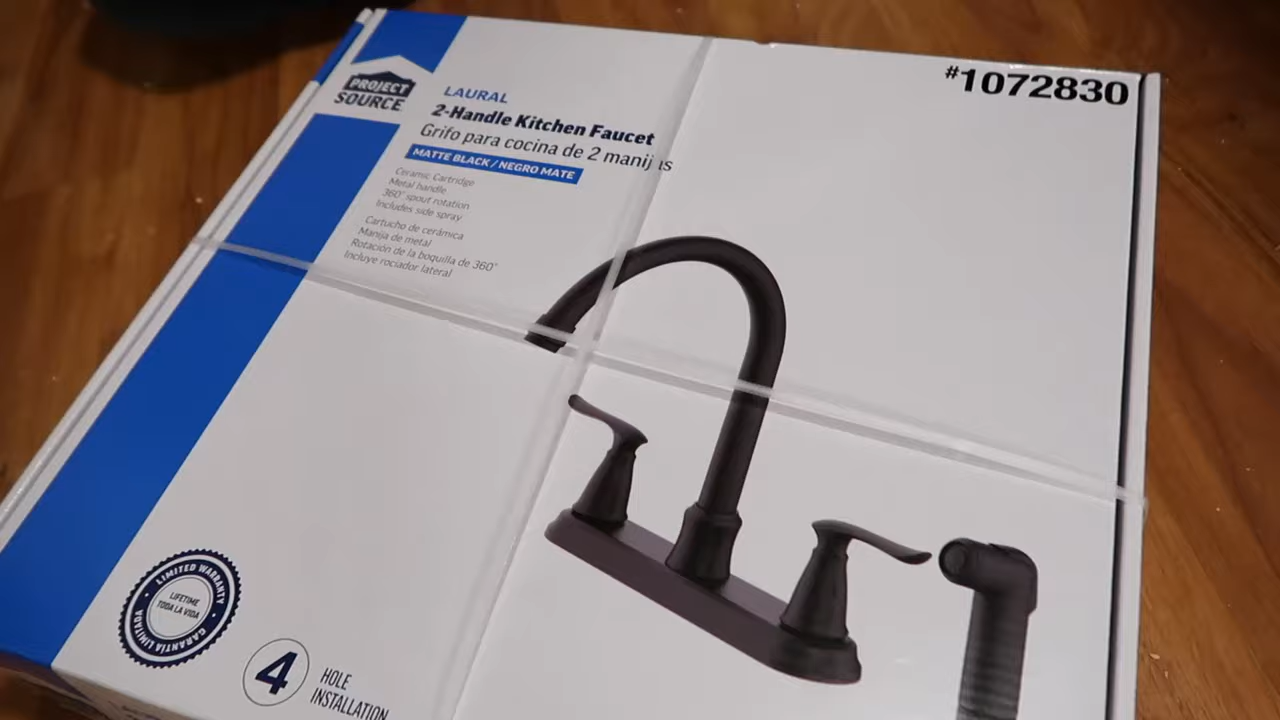 PROJECT
SOURCE
#1072830
LAURAL
2-Handle Kitchen Faucet
Grifo para cocina de 2 manijas
MATTE BLACK / NEGRO MATE
Ceramic Cartridge
Metal handle
360° spout rotation
Includes side spray
Cartucho de cerámica
Manija de metal
Rotación de la boquilla de 360°
Incluye rociador lateral
LIMITED WARRANTY
LIFETIME
TODA LA VIDA
GARANTÍA LIMITADA
4
HOLE
INSTALLATION